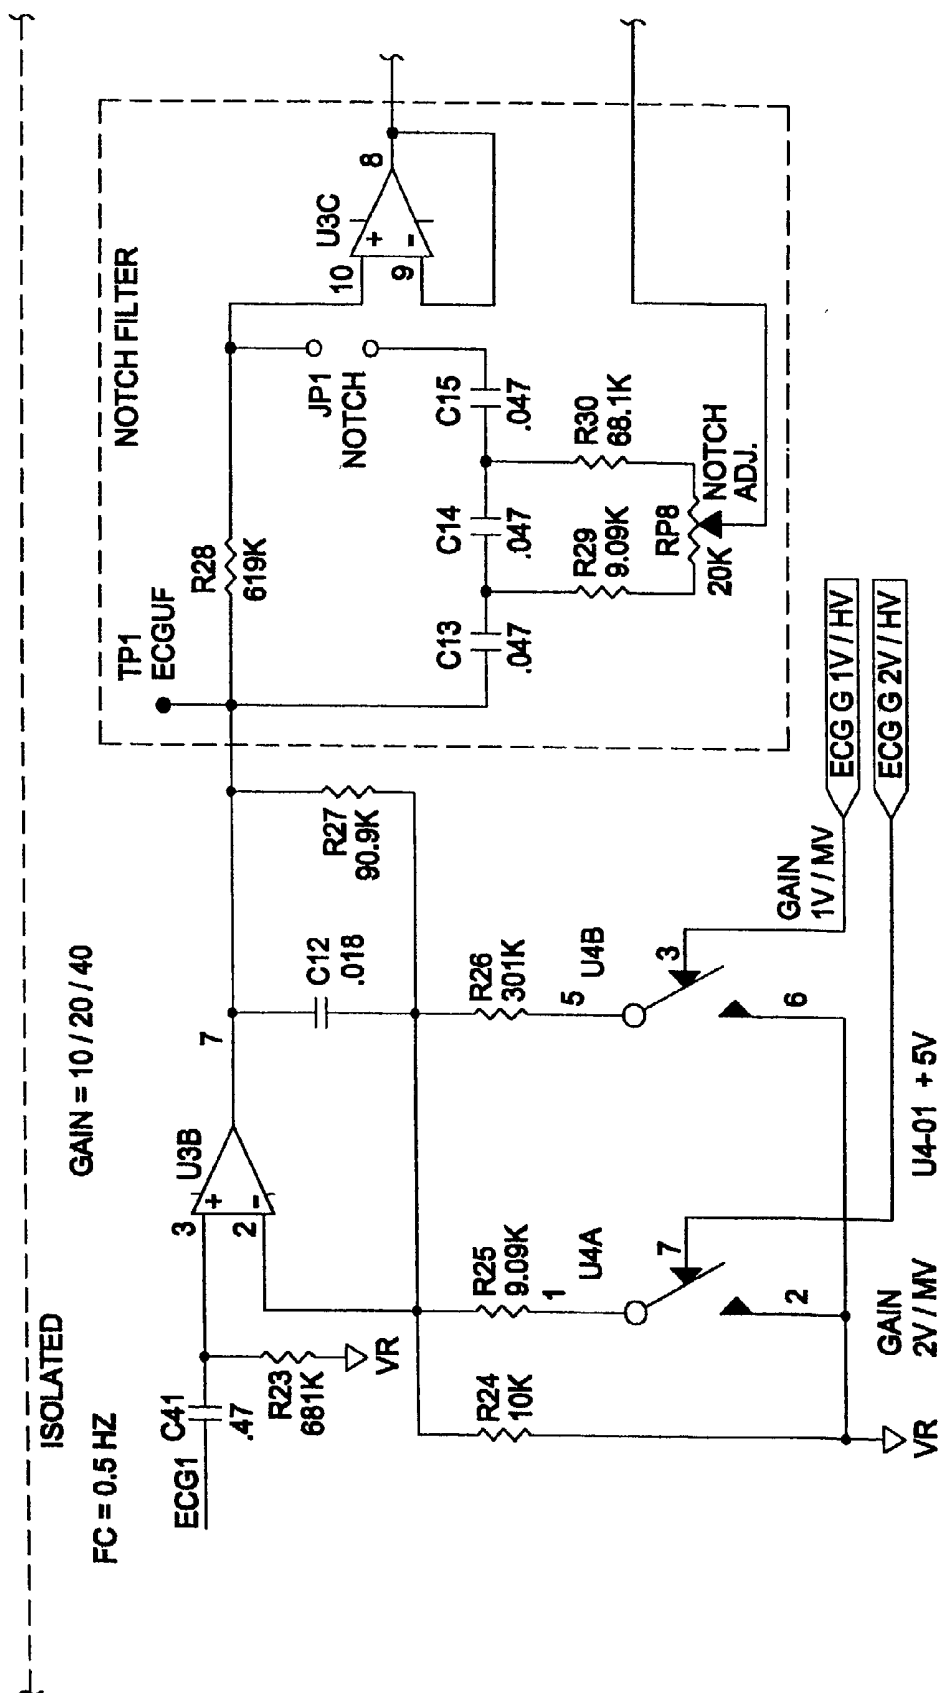 ISOLATED
FC = 0.5 HZ
GAIN = 10 / 20 / 40
NOTCH FILTER
ECG1
C41
.47
R23
681K
VR
3
2
+
-
U3B
7
C12
.018
R27
90.9K
TP1
ECGUF
R28
619K
JP1
NOTCH
10
9
+
-
U3C
8
C13
.047
C14
.047
C15
.047
R29
9.09K
R30
68.1K
RP8
20K
NOTCH
ADJ.
R24
10K
R25
9.09K
1
U4A
7
2
R26
301K
5
U4B
3
6
GAIN
1V / MV
GAIN
2V / MV
VR
U4-01 + 5V
ECG G 1V / HV
ECG G 2V / HV